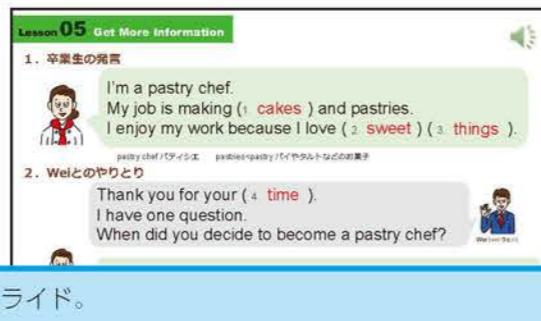 Lesson 05 Get More Information
1．卒業生の発言
I'm a pastry chef.
My job is making (1 cakes ) and pastries.
I enjoy my work because I love ( 2 sweet ) ( 3 things ).
pastry chef パティシエ pastries<pastry パイやタルトなどのお菓子
2．Weiとのやりとり
Thank you for your ( 4 time ).
I have one question.
When did you decide to become a pastry chef?
ライド。